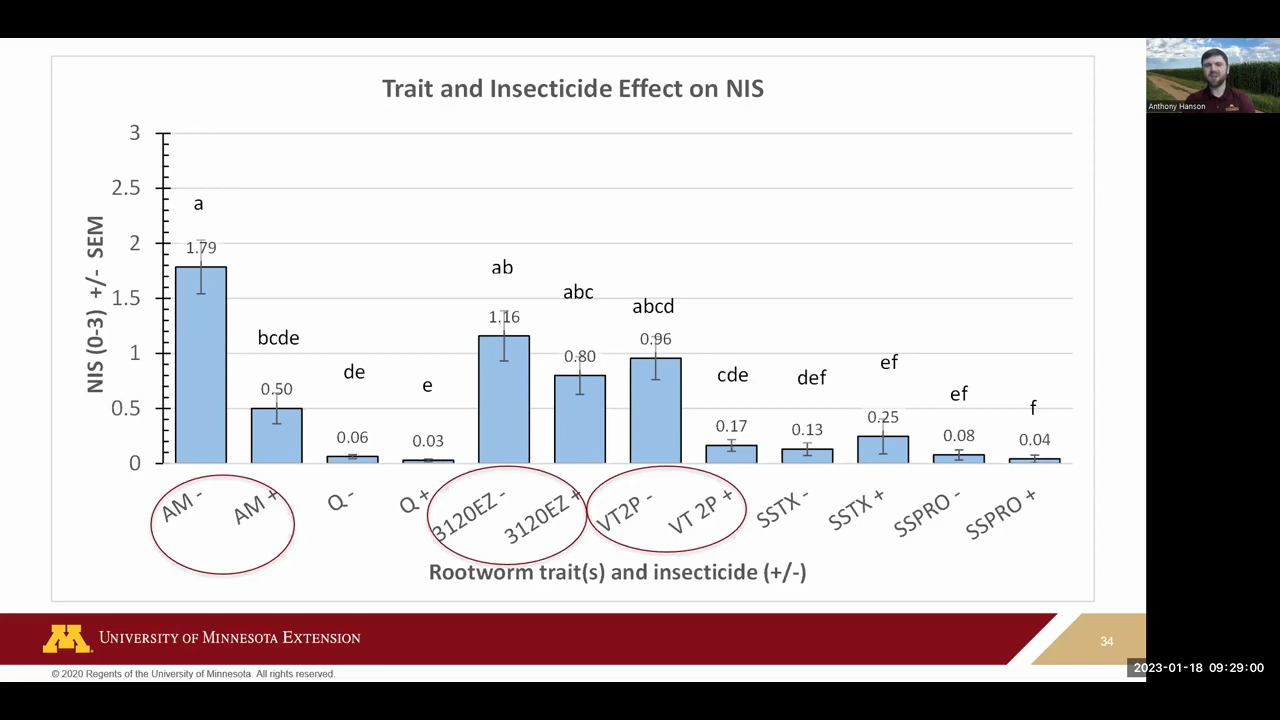 Trait and Insecticide Effect on NIS
NIS (0-3) +/- SEM
3
2.5
2
1.5
1
0.5
0
a
bcde
de
e
ab
abc
abcd
cde
def
ef
ef
f
1.79
0.50
0.06
0.03
1.16
0.80
0.96
0.17
0.13
0.25
0.08
0.04
AM -
AM +
Q -
Q +
3120EZ -
3120EZ +
VT2P -
VT 2P +
SSTX -
SSTX +
SSPRO -
SSPRO +
Rootworm trait(s) and insecticide (+/-)
Anthony Hanson
M
UNIVERSITY OF MINNESOTA EXTENSION
34
© 2020 Regents of the University of Minnesota. All rights reserved.
2023-01-18 09:29:00